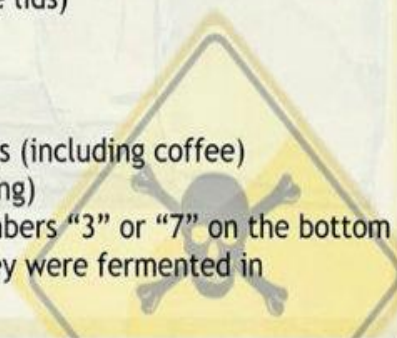 lids)
s (including coffee)
ng)
bers “3” or “7” on the bottom
ey were fermented in